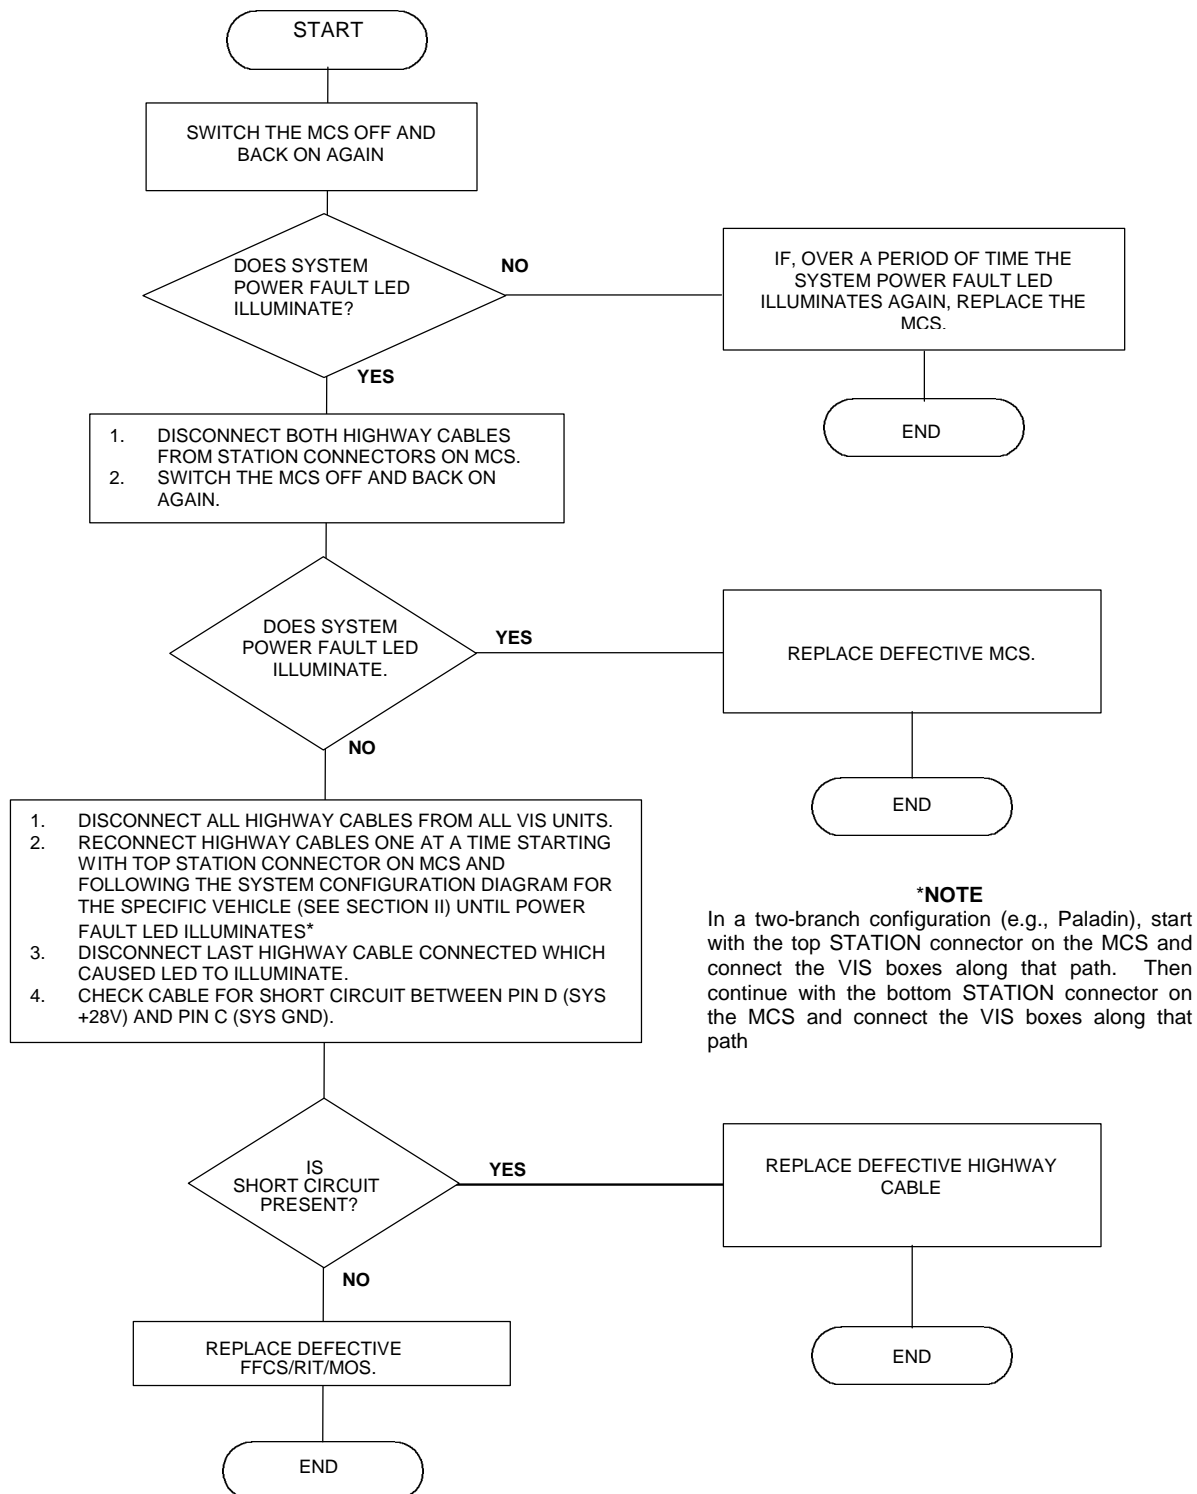 START
SWITCH THE MCS OFF AND
BACK ON AGAIN
DOES SYSTEM
POWER FAULT LED
ILLUMINATE?
NO
IF, OVER A PERIOD OF TIME THE
SYSTEM POWER FAULT LED
ILLUMINATES AGAIN, REPLACE THE
MCS.
END
YES
1. DISCONNECT BOTH HIGHWAY CABLES
FROM STATION CONNECTORS ON MCS.
2. SWITCH THE MCS OFF AND BACK ON
AGAIN.
DOES SYSTEM
POWER FAULT LED
ILLUMINATE.
YES
REPLACE DEFECTIVE MCS.
END
NO
1. DISCONNECT ALL HIGHWAY CABLES FROM ALL VIS UNITS.
2. RECONNECT HIGHWAY CABLES ONE AT A TIME STARTING
WITH TOP STATION CONNECTOR ON MCS AND
FOLLOWING THE SYSTEM CONFIGURATION DIAGRAM FOR
THE SPECIFIC VEHICLE (SEE SECTION II) UNTIL POWER
FAULT LED ILLUMINATES*
3. DISCONNECT LAST HIGHWAY CABLE CONNECTED WHICH
CAUSED LED TO ILLUMINATE.
4. CHECK CABLE FOR SHORT CIRCUIT BETWEEN PIN D (SYS
+28V) AND PIN C (SYS GND).
*NOTE
In a two-branch configuration (e.g., Paladin), start
with the top STATION connector on the MCS and
connect the VIS boxes along that path. Then
continue with the bottom STATION connector on
the MCS and connect the VIS boxes along that
path
IS
SHORT CIRCUIT
PRESENT?
YES
REPLACE DEFECTIVE HIGHWAY
CABLE
END
NO
REPLACE DEFECTIVE
FFCS/RIT/MOS.
END